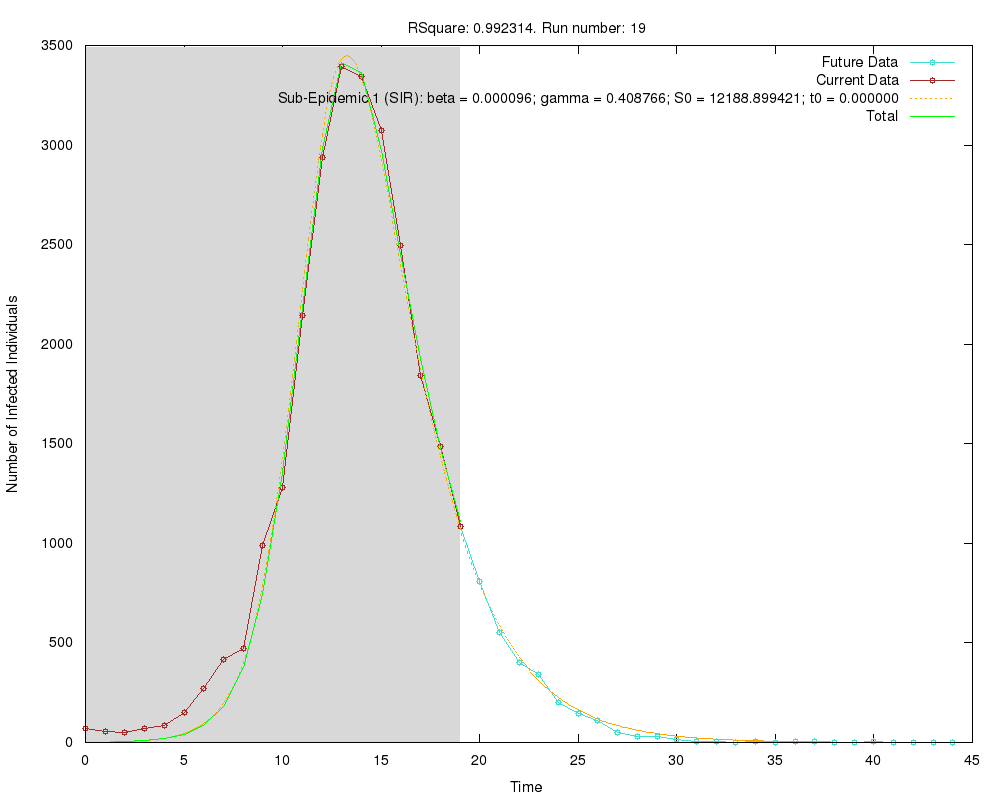 RSquare: 0.992314. Run number: 19
Future Data
Current Data
Sub-Epidemic 1 (SIR): beta = 0.000096; gamma = 0.408766; S0 = 12188.899421; t0 = 0.000000
Total
3500
3000
2500
2000
1500
1000
500
0
Number of Infected Individuals
0 5 10 15 20 25 30 35 40 45
Time